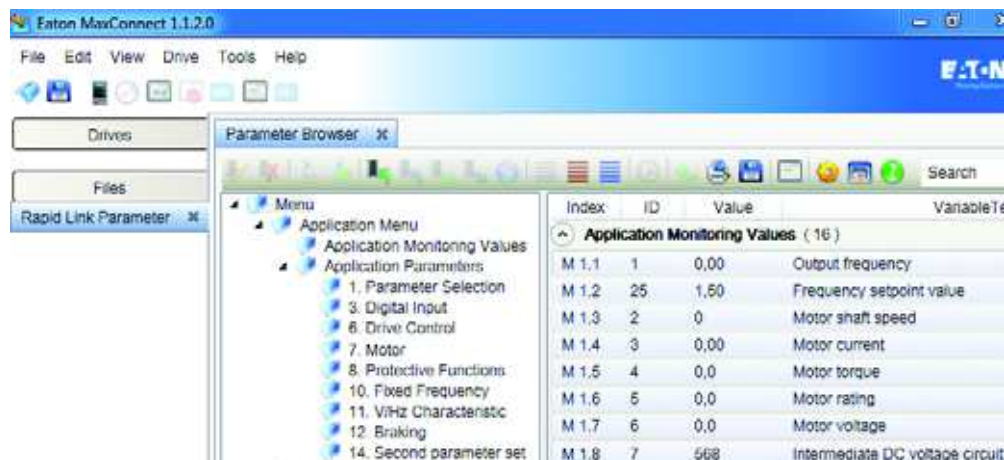 Eaton MaxConnect 1.1.2.0
File Edit View Drive Tools Help
Drives
Files
Rapid Link Parameter
Parameter Browser
Search
Menu
Application Menu
Application Monitoring Values
Application Parameters
1. Parameter Selection
3. Digital Input
6. Drive Control
7. Motor
8. Protective Functions
10. Fixed Frequency
11. V/Hz Characteristic
12. Braking
14. Second parameter set
Index ID Value VariableTe
Application Monitoring Values (16)
M 1.1 1 0,00 Output frequency
M 1.2 25 1,50 Frequency setpoint value
M 1.3 2 0 Motor shaft speed
M 1.4 3 0,00 Motor current
M 1.5 4 0,0 Motor torque
M 1.6 5 0,0 Motor rating
M 1.7 6 0,0 Motor voltage
M 1.8 7 568 Intermediate DC voltage circuit